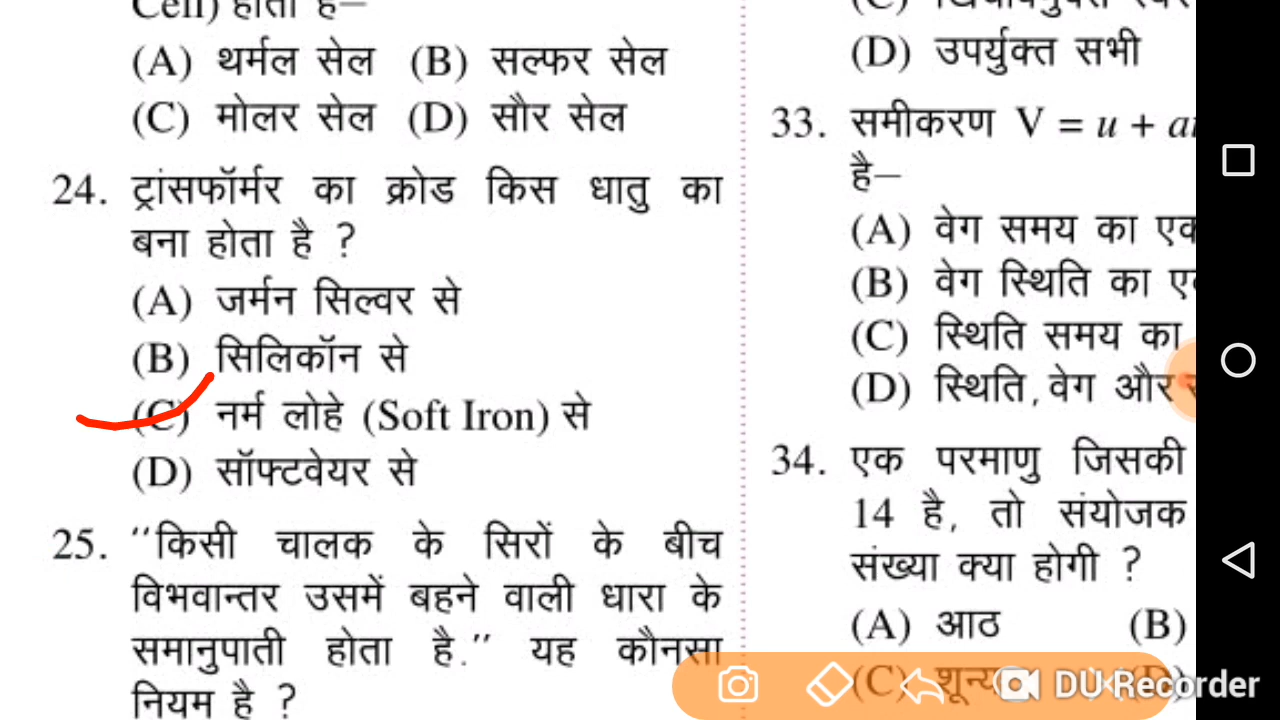 Cell) होता है—
(A) थर्मल सेल (B) सल्फर सेल
(C) मोलर सेल (D) सौर सेल
24. ट्रांसफॉर्मर का क्रोड किस धातु का
बना होता है ?
(A) जर्मन सिल्वर से
(B) सिलिकॉन से
(C) नर्म लोहे (Soft Iron) से
(D) सॉफ्टवेयर से
25. ‘‘किसी चालक के सिरों के बीच
विभवान्तर उसमें बहने वाली धारा के
समानुपाती होता है.’’ यह कौनसा
नियम है ?
(D) उपर्युक्त सभी
33. समीकरण V = u +
है—
(A) वेग समय का
(B) वेग स्थिति का
(C) स्थिति समय का
(D) स्थिति, वेग और
34. एक परमाणु जिसकी
14 है, तो संयोजक
संख्या क्या होगी ?
(A) आठ (B)
(C) शून्य (D)
DU Recorder